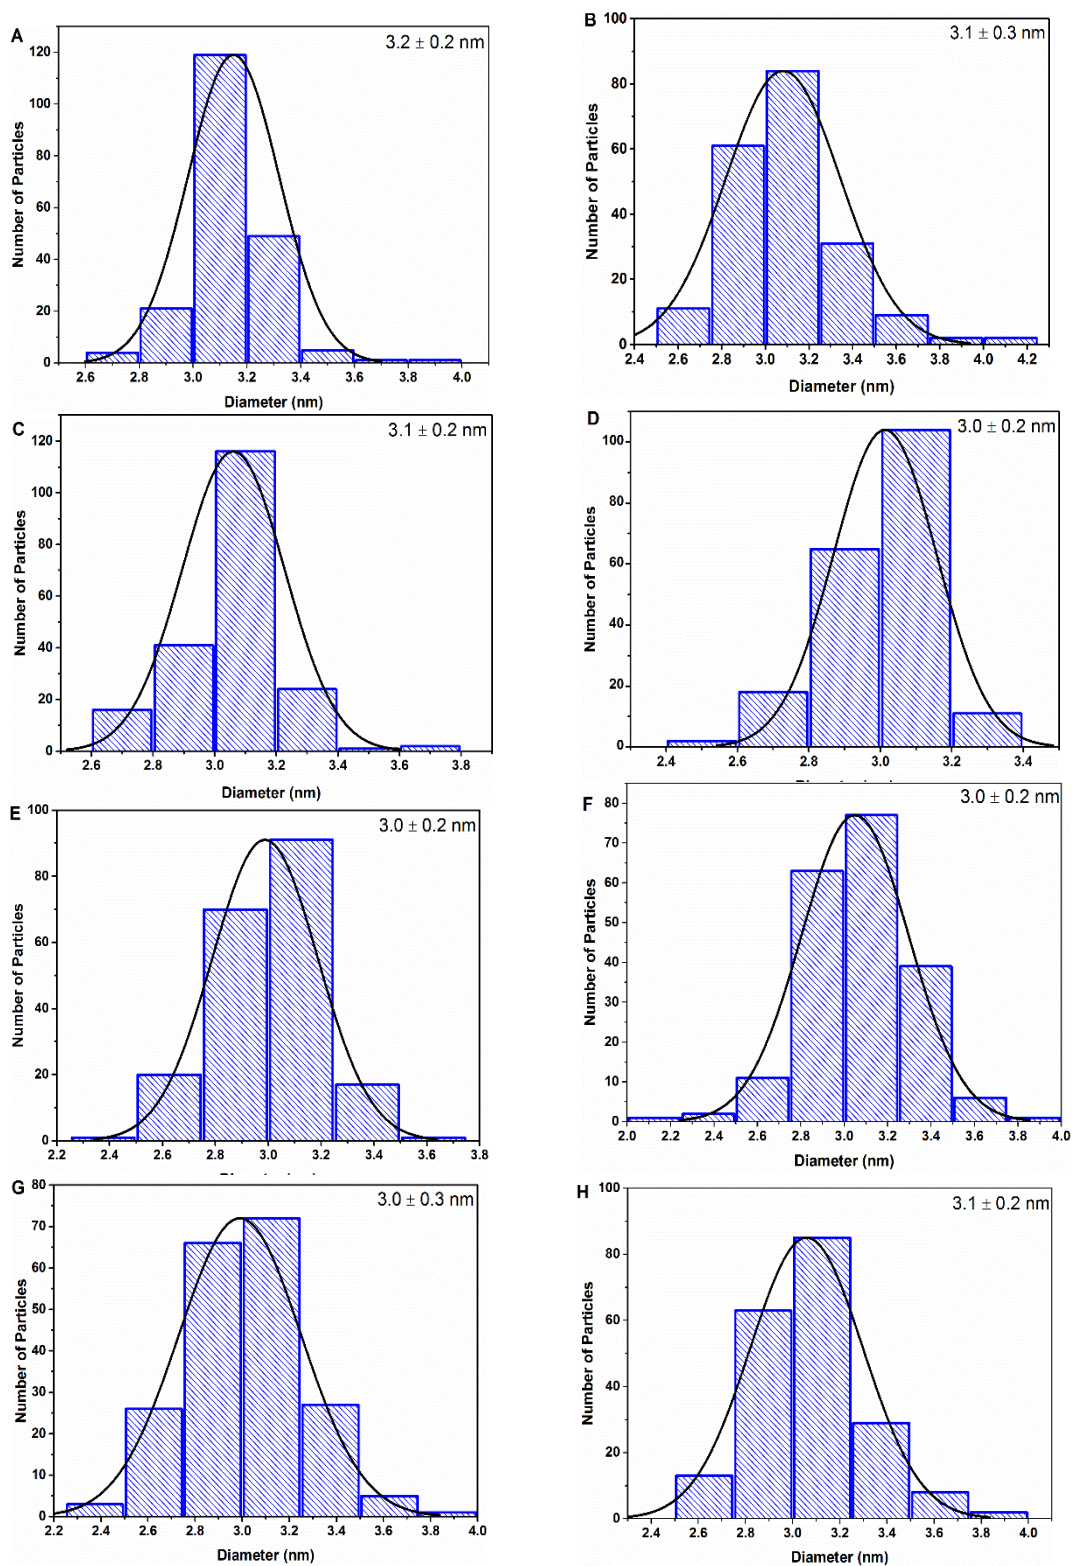 A
3.2 ± 0.2 nm
120
100
80
60
40
20
0
Number of Particles
2.6 2.8 3.0 3.2 3.4 3.6 3.8 4.0
Diameter (nm)
B
3.1 ± 0.3 nm
100
80
60
40
20
0
Number of Particles
2.4 2.6 2.8 3.0 3.2 3.4 3.6 3.8 4.0 4.2
Diameter (nm)
C
3.1 ± 0.2 nm
120
100
80
60
40
20
0
Number of Particles
2.6 2.8 3.0 3.2 3.4 3.6 3.8
Diameter (nm)
D
3.0 ± 0.2 nm
100
80
60
40
20
0
Number of Particles
2.4 2.6 2.8 3.0 3.2 3.4
Diameter (nm)
E
3.0 ± 0.2 nm
100
80
60
40
20
0
Number of Particles
2.2 2.4 2.6 2.8 3.0 3.2 3.4 3.6 3.8
F
3.0 ± 0.2 nm
80
70
60
50
40
30
20
10
0
Number of Particles
2.0 2.2 2.4 2.6 2.8 3.0 3.2 3.4 3.6 3.8 4.0
Diameter (nm)
G
3.0 ± 0.3 nm
80
70
60
50
40
30
20
10
0
Number of Particles
2.2 2.4 2.6 2.8 3.0 3.2 3.4 3.6 3.8 4.0
Diameter (nm)
H
3.1 ± 0.2 nm
100
80
60
40
20
0
Number of Particles
2.4 2.6 2.8 3.0 3.2 3.4 3.6 3.8 4.0
Diameter (nm)